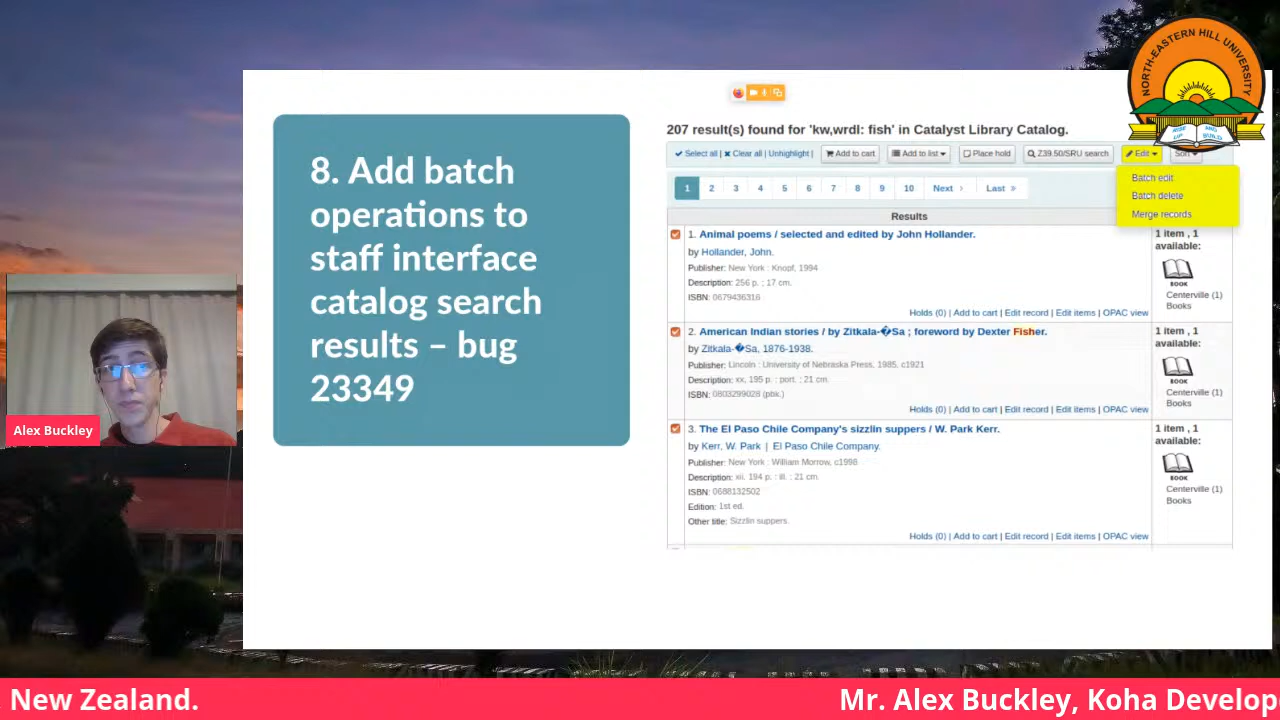 NORTH-EASTERN HILL UNIVERSITY
RISE UP AND BUILD
8. Add batch
operations to
staff interface
catalog search
results – bug
23349
207 result(s) found for 'kw,wrdl: fish' in Catalyst Library Catalog.
Select all | Clear all | Unhighlight | Add to cart Add to list Place hold Z39.50/SRU search Edit Sort
Batch edit
Batch delete
Merge records
1 2 3 4 5 6 7 8 9 10 Next Last
Results
1. Animal poems / selected and edited by John Hollander.
by Hollander, John.
Publisher: New York : Knopf, 1994
Description: 256 p. ; 17 cm.
ISBN: 0679436316
Holds (0) | Add to cart | Edit record | Edit items | OPAC view
1 item , 1
available:
BOOK
Centerville (1)
Books
2. American Indian stories / by Zitkala-�Sa ; foreword by Dexter Fisher.
by Zitkala-�Sa, 1876-1938.
Publisher: Lincoln : University of Nebraska Press, 1985, c1921
Description: xx, 195 p. : port. ; 21 cm.
ISBN: 0803299028 (pbk.)
Holds (0) | Add to cart | Edit record | Edit items | OPAC view
1 item , 1
available:
BOOK
Centerville (1)
Books
3. The El Paso Chile Company's sizzlin suppers / W. Park Kerr.
by Kerr, W. Park | El Paso Chile Company.
Publisher: New York : William Morrow, c1998
Description: xii. 194 p. : ill. : 21 cm.
ISBN: 0688132502
Edition: 1st ed.
Other title: Sizzlin suppers.
Holds (0) | Add to cart | Edit record | Edit items | OPAC view
1 item , 1
available:
BOOK
Centerville (1)
Books
Alex Buckley
New Zealand. Mr. Alex Buckley, Koha Develop